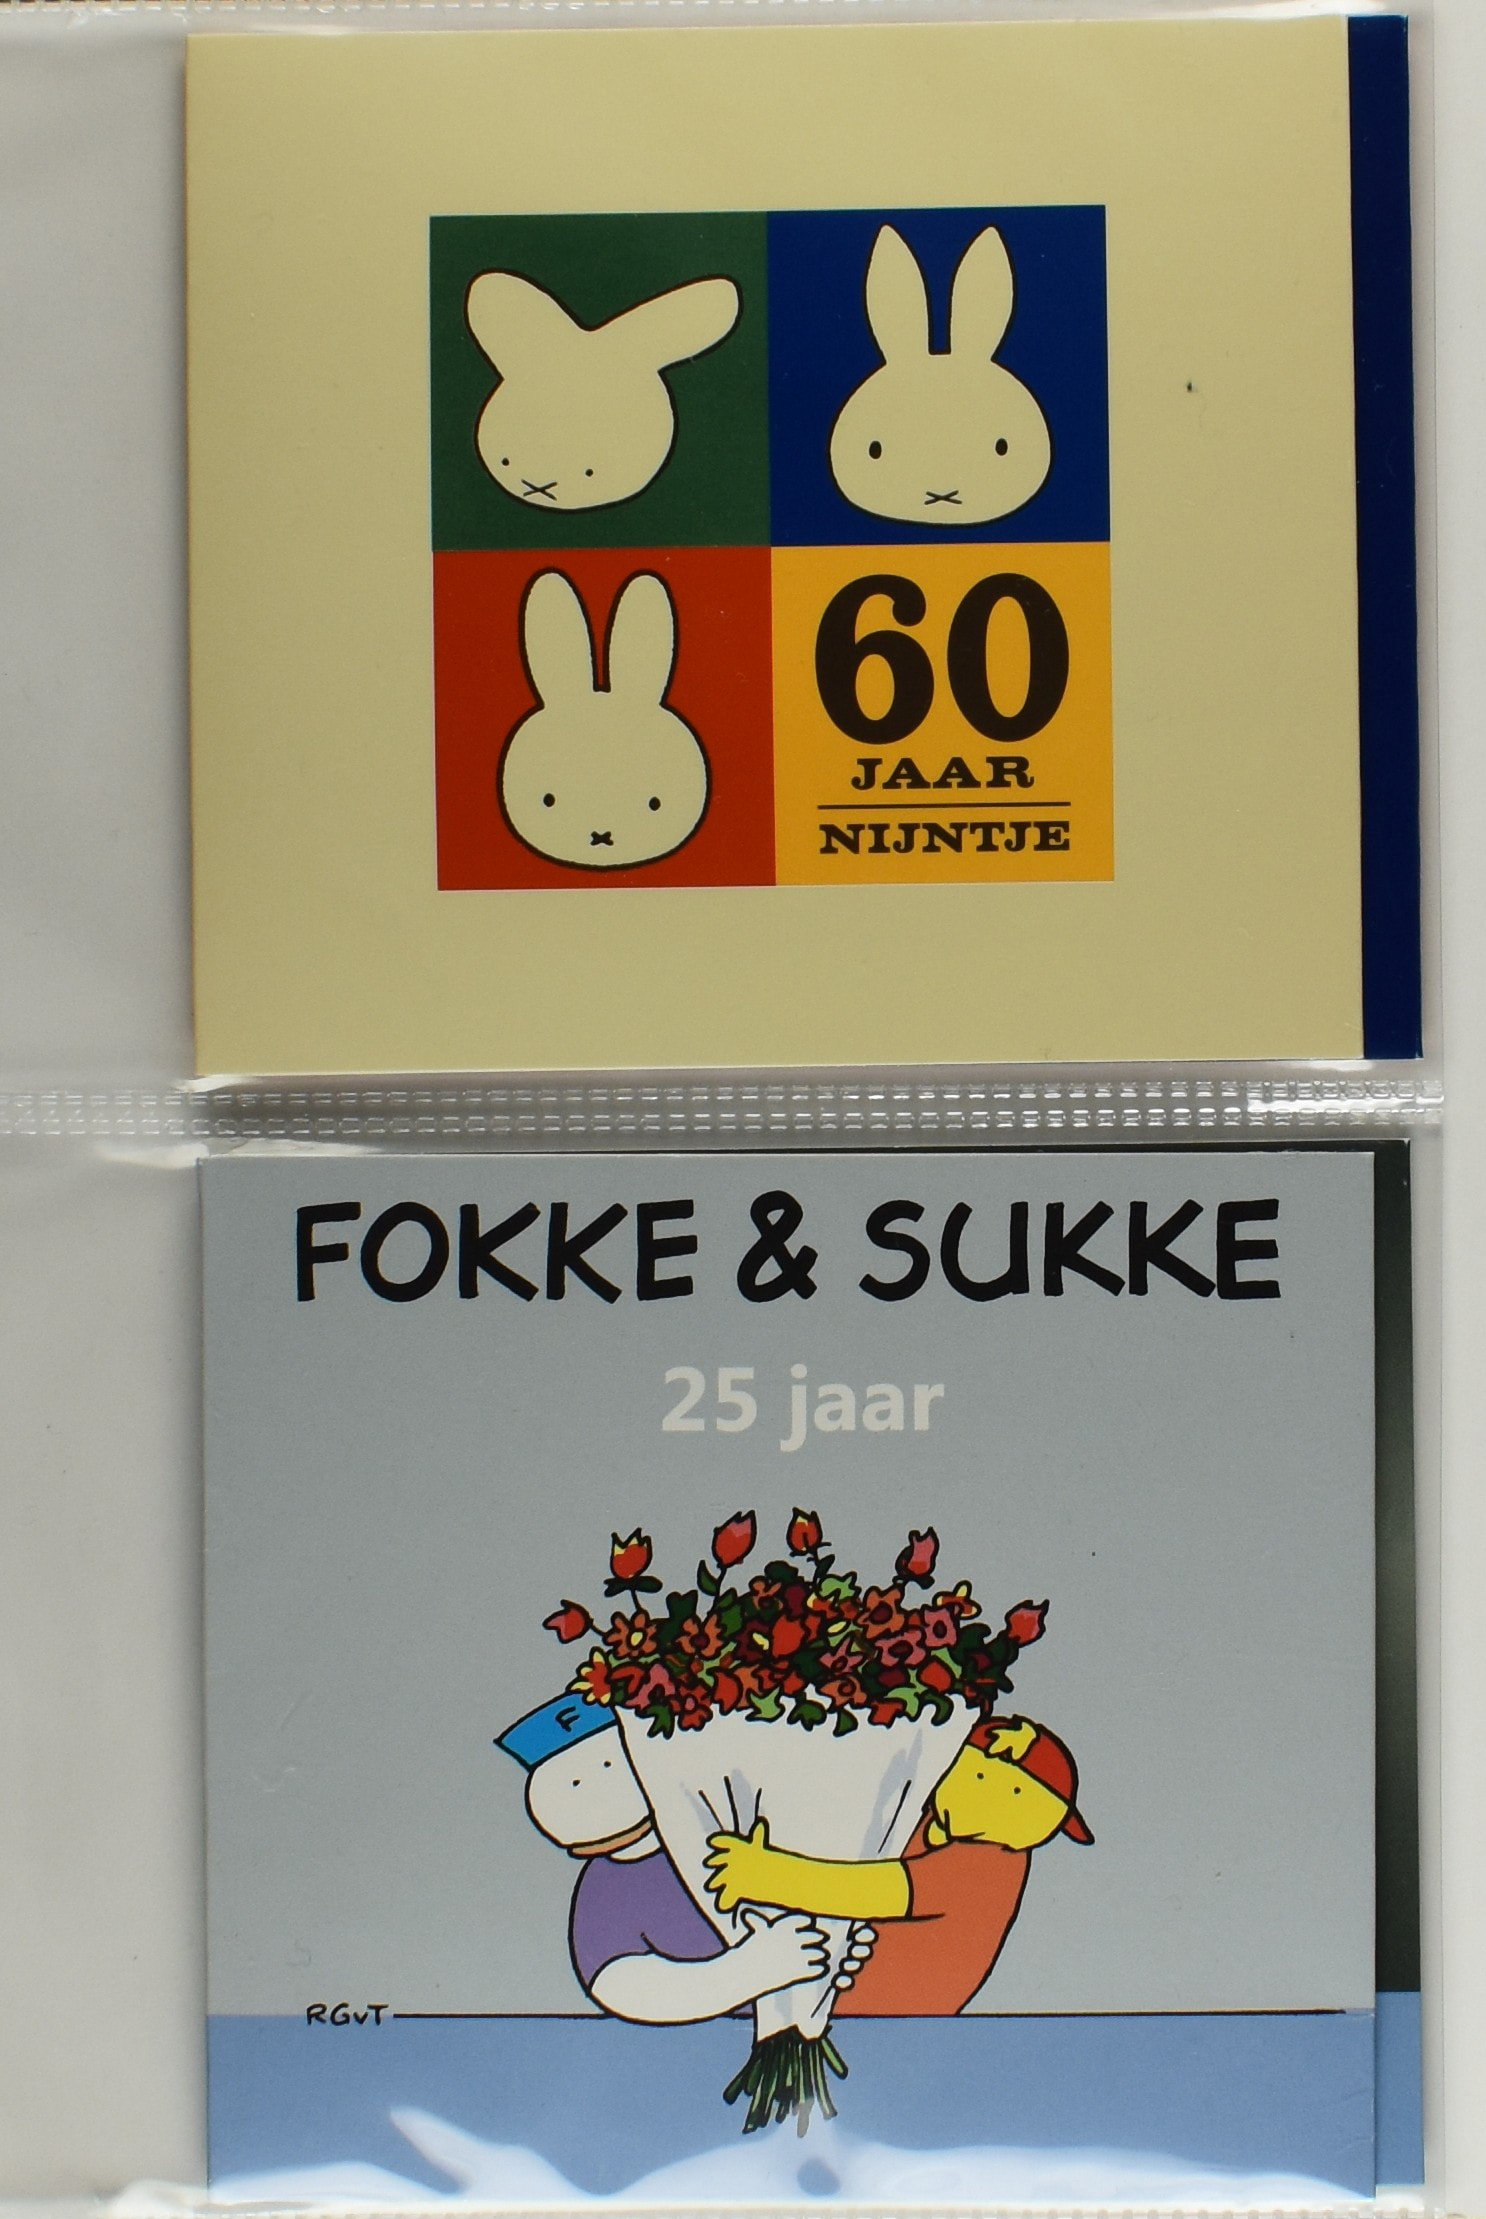 60
JAAR
NIJNTJE
FOKKE & SUKKE
25 jaar
F
RGvT